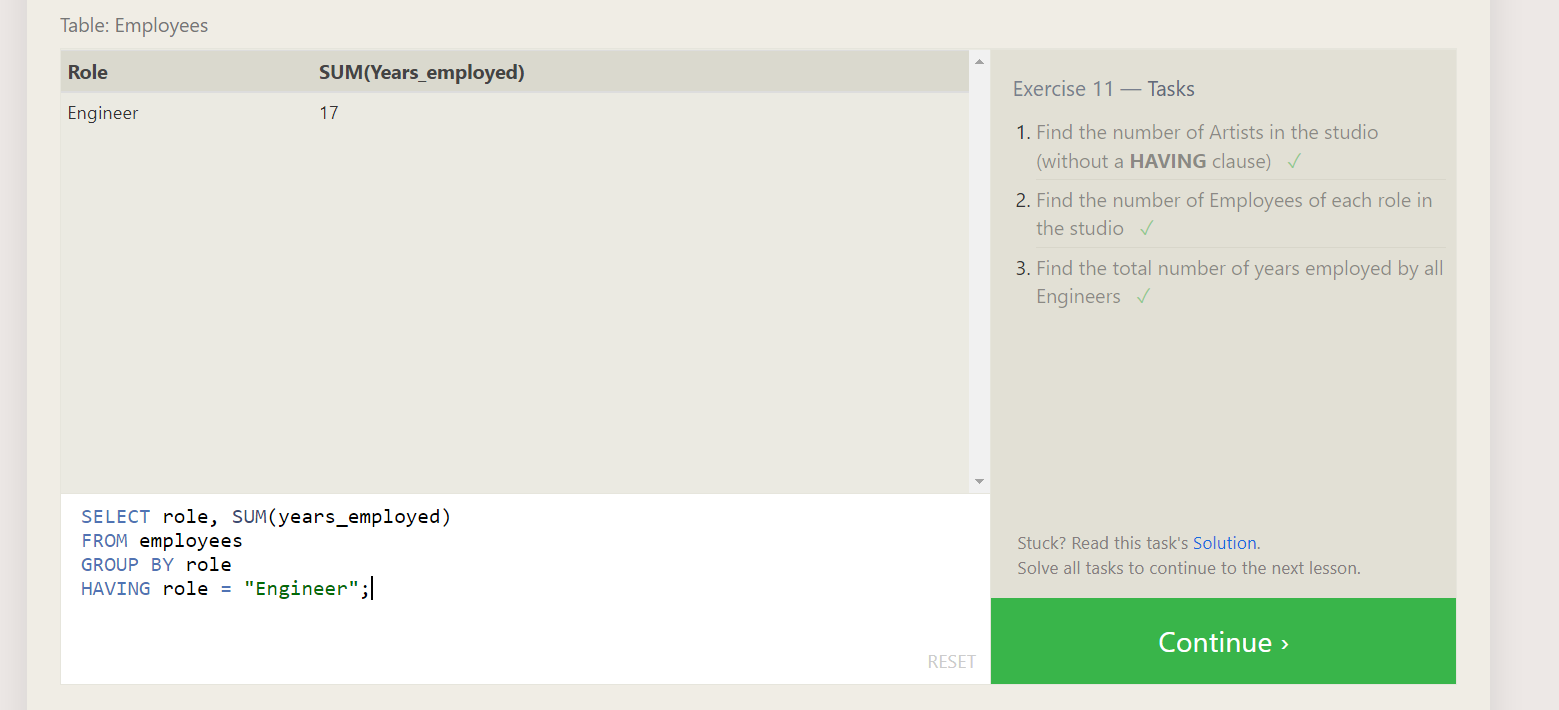 Table: Employees
Role SUM(Years_employed)
Engineer 17
SELECT role, SUM(years_employed)
FROM employees
GROUP BY role
HAVING role = "Engineer";
RESET
Exercise 11 — Tasks
1. Find the number of Artists in the studio
(without a HAVING clause) ✓
2. Find the number of Employees of each role in
the studio ✓
3. Find the total number of years employed by all
Engineers ✓
Stuck? Read this task's Solution.
Solve all tasks to continue to the next lesson.
Continue ›